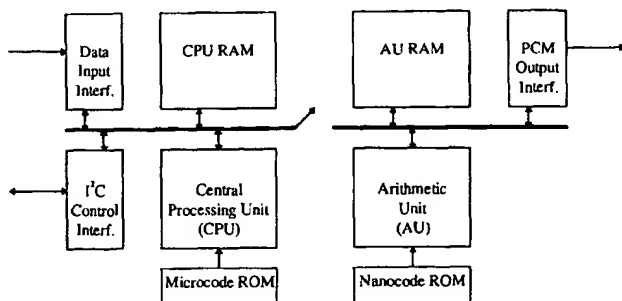 Data
Input
Interf.
CPU RAM
AU RAM
PCM
Output
Interf.
I²C
Control
Interf.
Central
Processing Unit
(CPU)
Arithmetic
Unit
(AU)
Microcode ROM
Nanocode ROM